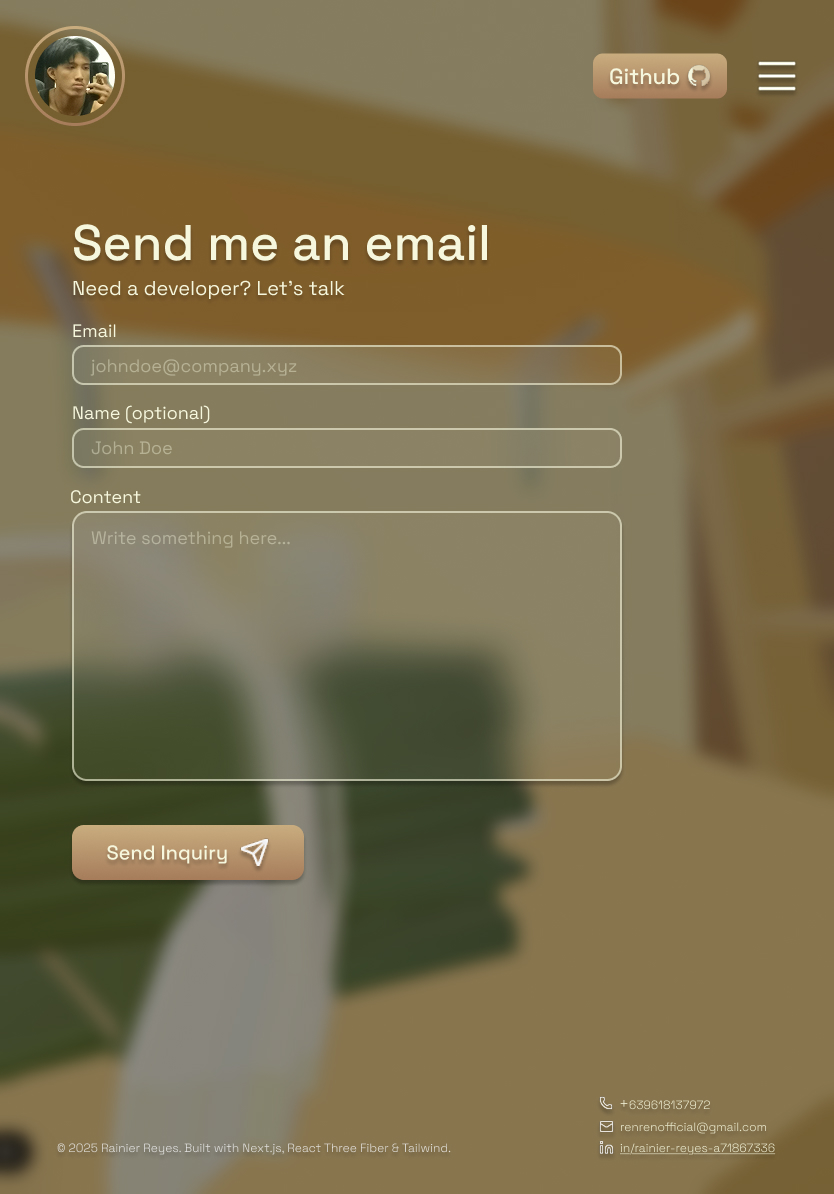 Github
Send me an email
Need a developer? Let's talk
Email
johndoe@company.xyz
Name (optional)
John Doe
Content
Write something here...
Send Inquiry
+639618137972
renrenofficial@gmail.com
in/rainier-reyes-a71867336
© 2025 Rainier Reyes. Built with Next.js, React Three Fiber & Tailwind.